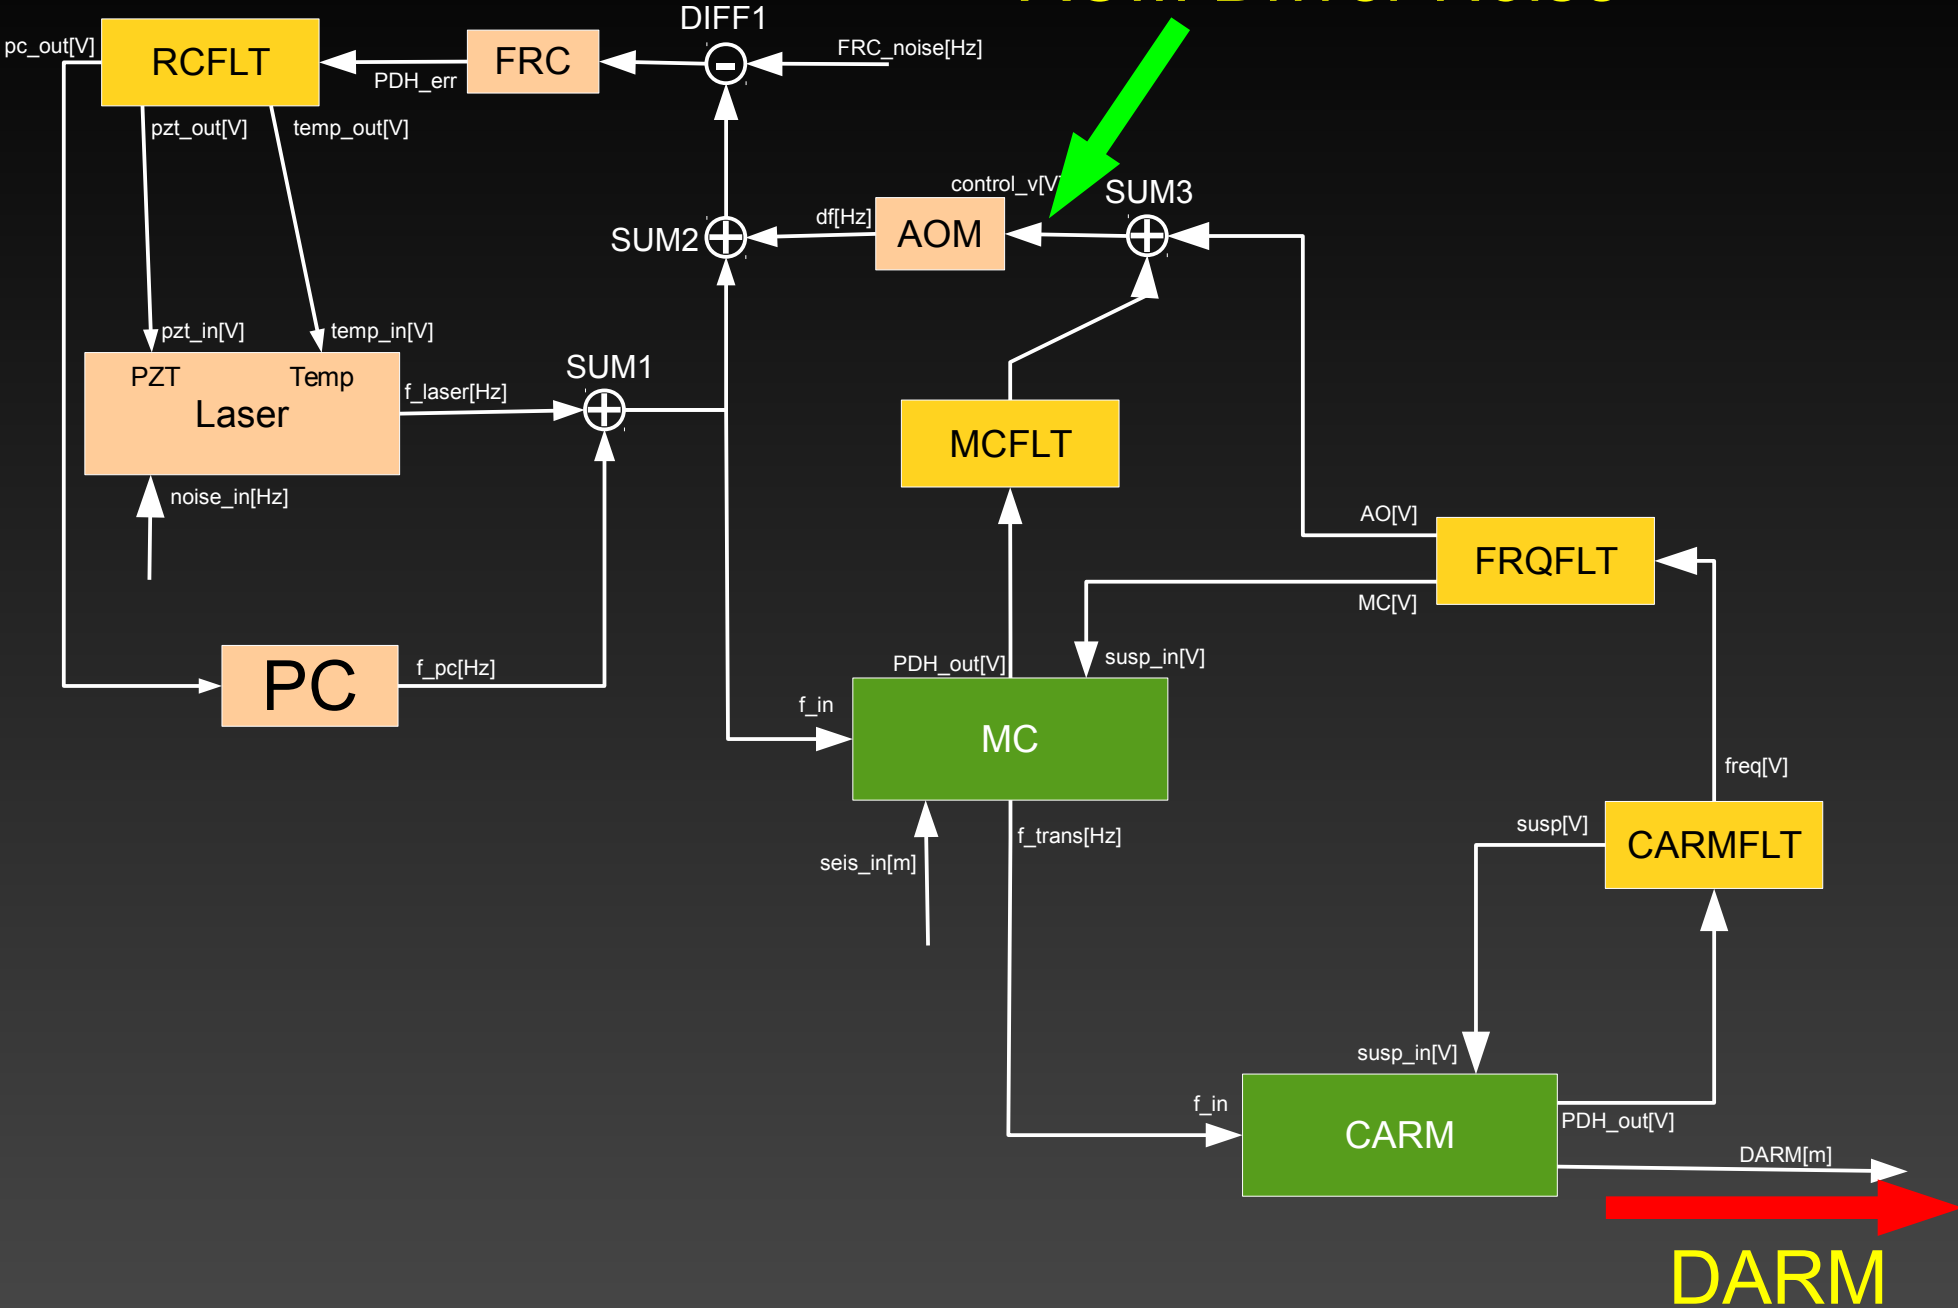 DIFF1
pc_out[V]
RCFLT
FRC
FRC_noise[Hz]
PDH_err
pzt_out[V]
temp_out[V]
control_v[V]
SUM3
df[Hz]
AOM
SUM2
pzt_in[V]
temp_in[V]
PZT
Temp
Laser
f_laser[Hz]
SUM1
MCFLT
noise_in[Hz]
AO[V]
FRQFLT
MC[V]
PC
f_pc[Hz]
PDH_out[V]
susp_in[V]
f_in
MC
freq[V]
f_trans[Hz]
seis_in[m]
susp[V]
CARMFLT
susp_in[V]
f_in
CARM
PDH_out[V]
DARM[m]
DARM